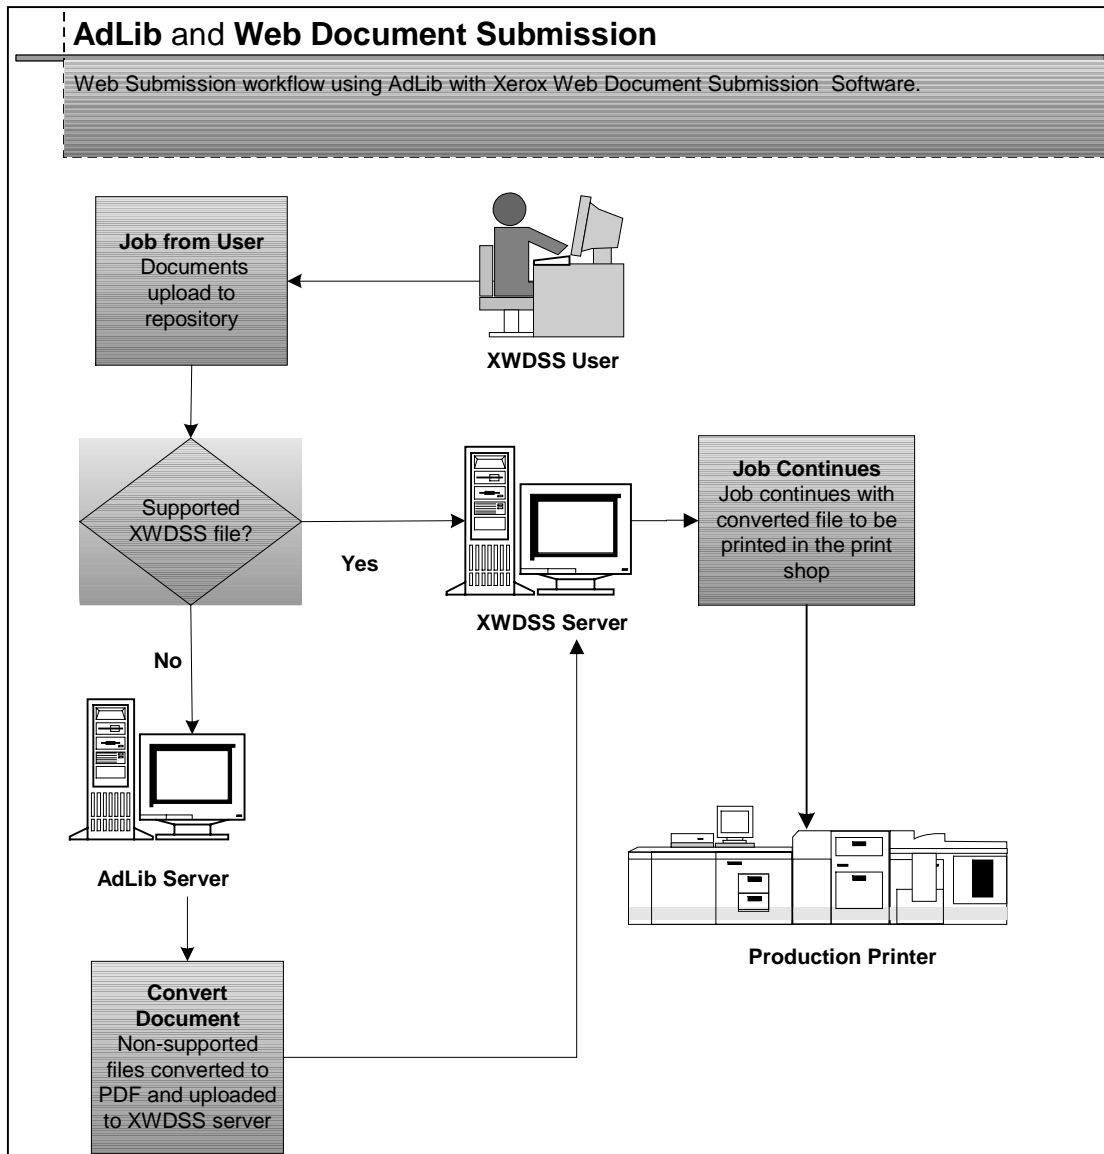 AdLib and Web Document Submission
Web Submission workflow using AdLib with Xerox Web Document Submission  Software.
Job from User
Documents
upload to
repository
XWDSS User
Supported
XWDSS file?
Yes
No
XWDSS Server
Job Continues
Job continues with
converted file to be
printed in the print
shop
AdLib Server
Convert
Document
Non-supported
files converted to
PDF and uploaded
to XWDSS server
Production Printer